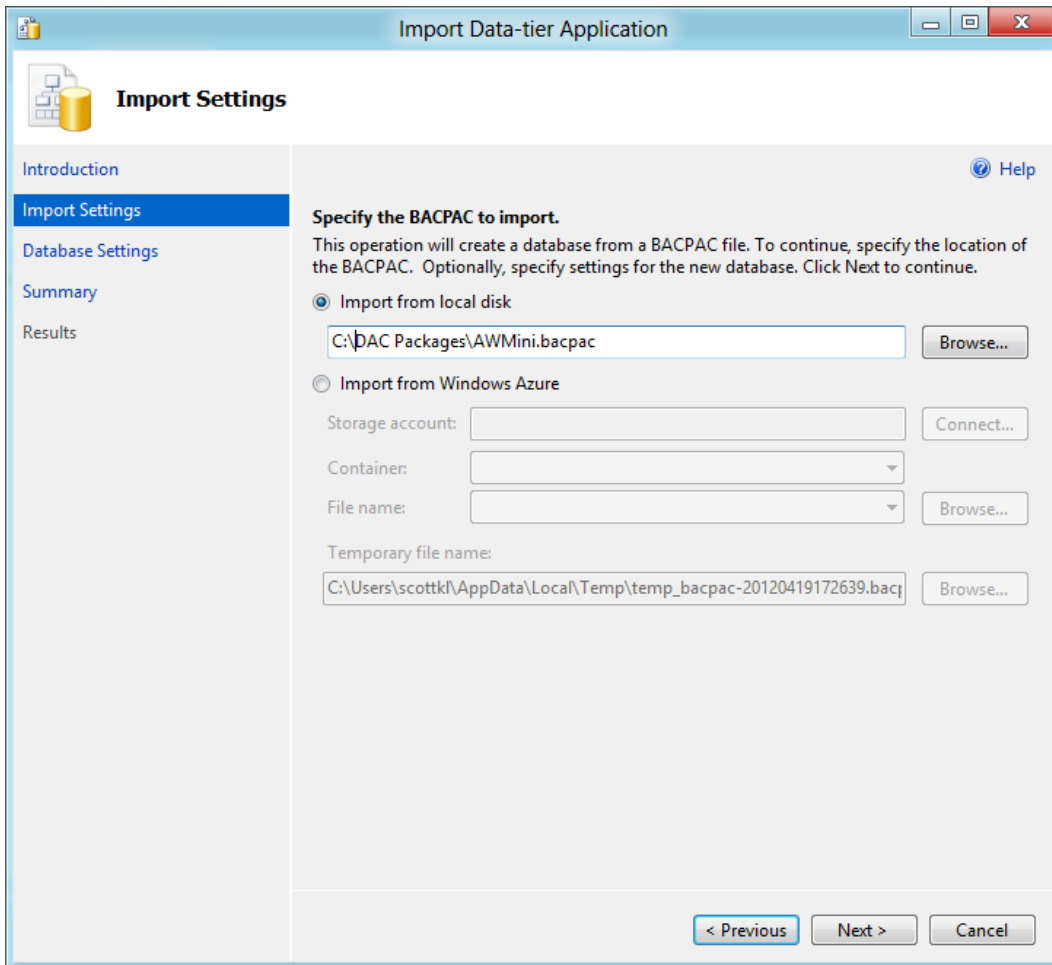 Import Data-tier Application
Import Settings
Introduction
Import Settings
Database Settings
Summary
Results
Help
Specify the BACPAC to import.
This operation will create a database from a BACPAC file. To continue, specify the location of
the BACPAC.  Optionally, specify settings for the new database. Click Next to continue.
Import from local disk
C:\DAC Packages\AWMini.bacpac
Browse...
Import from Windows Azure
Storage account:
Connect...
Container:
File name:
Browse...
Temporary file name:
C:\Users\scottkl\AppData\Local\Temp\temp_bacpac-20120419172639.bacp
Browse...
< Previous
Next >
Cancel